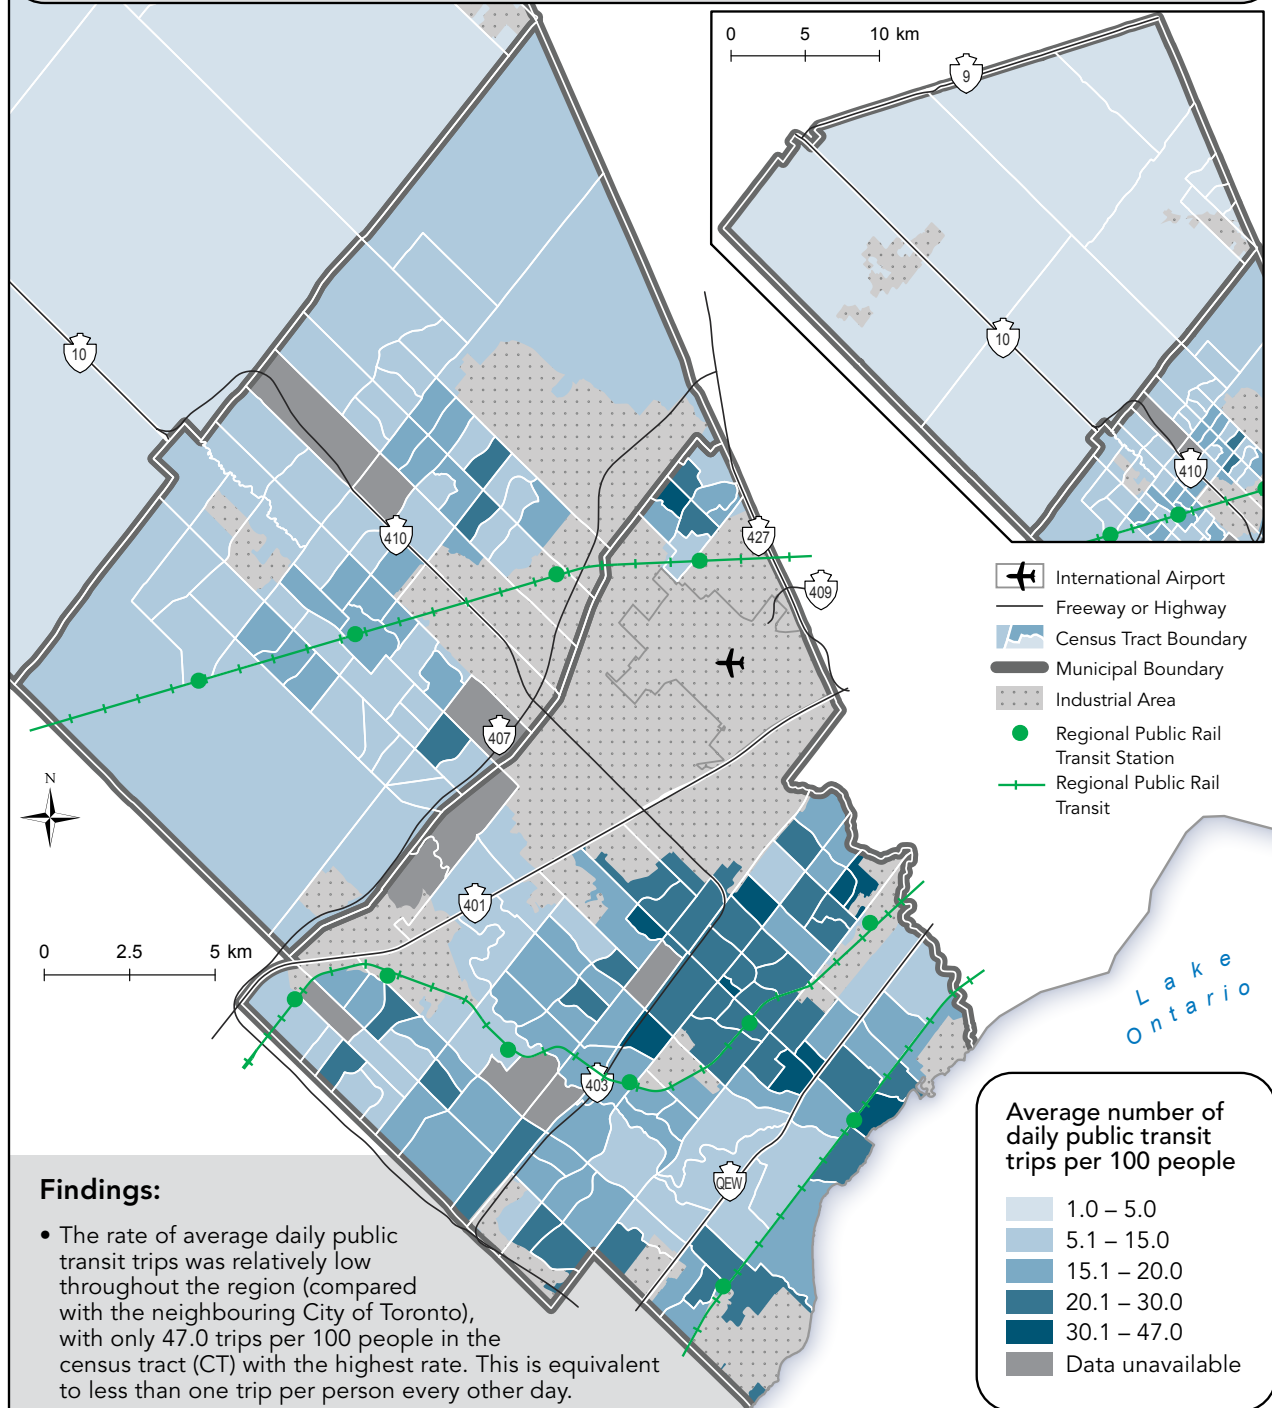 0 5 10 km
9
10
410
10
410
427
409
407
401
403
QEW
N
0 2.5 5 km
International Airport
Freeway or Highway
Census Tract Boundary
Municipal Boundary
Industrial Area
Regional Public Rail
Transit Station
Regional Public Rail
Transit
Lake
Ontario
Average number of
daily public transit
trips per 100 people
1.0 – 5.0
5.1 – 15.0
15.1 – 20.0
20.1 – 30.0
30.1 – 47.0
Data unavailable
Findings:
• The rate of average daily public
transit trips was relatively low
throughout the region (compared
with the neighbouring City of Toronto),
with only 47.0 trips per 100 people in the
census tract (CT) with the highest rate. This is equivalent
to less than one trip per person every other day.